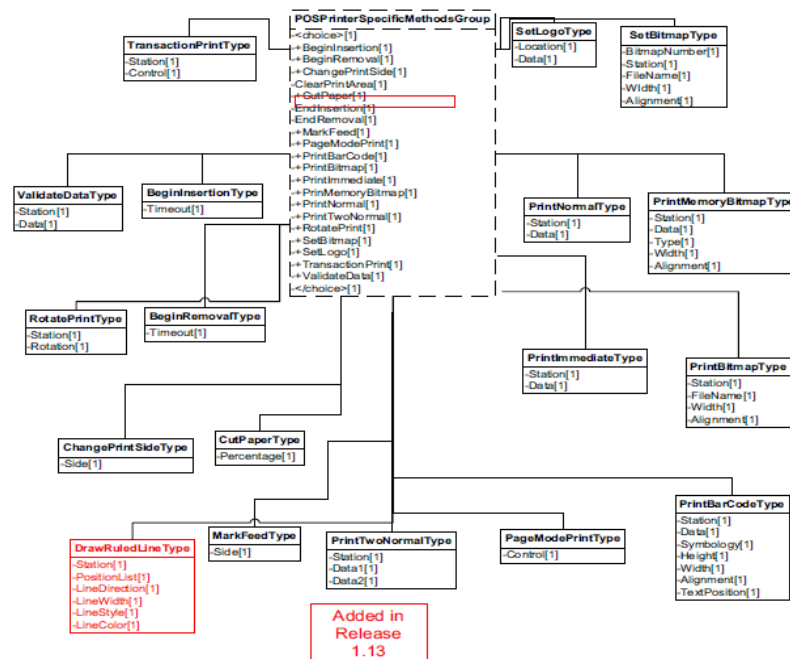 POSPrinterSpecificMethodsGroup
-<choice>[1]
-+BeginInsertion[1]
-+BeginRemoval[1]
-+ChangePrintSide[1]
-ClearPrintArea[1]
-+CutPaper[1]
-EndInsertion[1]
-EndRemoval[1]
-+MarkFeed[1]
-+PageModePrint[1]
-+PrintBarCode[1]
-+PrintBitmap[1]
-+PrintImmediate[1]
-+PrinMemoryBitmap[1]
-+PrintNormal[1]
-+PrintTwoNormal[1]
-+RotatePrint[1]
-+SetBitmap[1]
-+SetLogo[1]
-+TransactionPrint[1]
-+ValidateData[1]
-</choice>[1]
TransactionPrintType
-Station[1]
-Control[1]
SetLogoType
-Location[1]
-Data[1]
SetBitmapType
-BitmapNumber[1]
-Station[1]
-FileName[1]
-Width[1]
-Alignment[1]
ValidateDataType
-Station[1]
-Data[1]
BeginInsertionType
-Timeout[1]
PrintNormalType
-Station[1]
-Data[1]
PrintMemoryBitmapType
-Station[1]
-Data[1]
-Type[1]
-Width[1]
-Alignment[1]
RotatePrintType
-Station[1]
-Rotation[1]
BeginRemovalType
-Timeout[1]
PrintImmediateType
-Station[1]
-Data[1]
PrintBitmapType
-Station[1]
-FileName[1]
-Width[1]
-Alignment[1]
ChangePrintSideType
-Side[1]
CutPaperType
-Percentage[1]
DrawRuledLineType
-Station[1]
-PositionList[1]
-LineDirection[1]
-LineWidth[1]
-LineStyle[1]
-LineColor[1]
MarkFeedType
-Side[1]
PrintTwoNormalType
-Station[1]
-Data1[1]
-Data2[1]
PageModePrintType
-Control[1]
PrintBarCodeType
-Station[1]
-Data[1]
-Symbology[1]
-Height[1]
-Width[1]
-Alignment[1]
-TextPosition[1]
Added in
Release
1.13